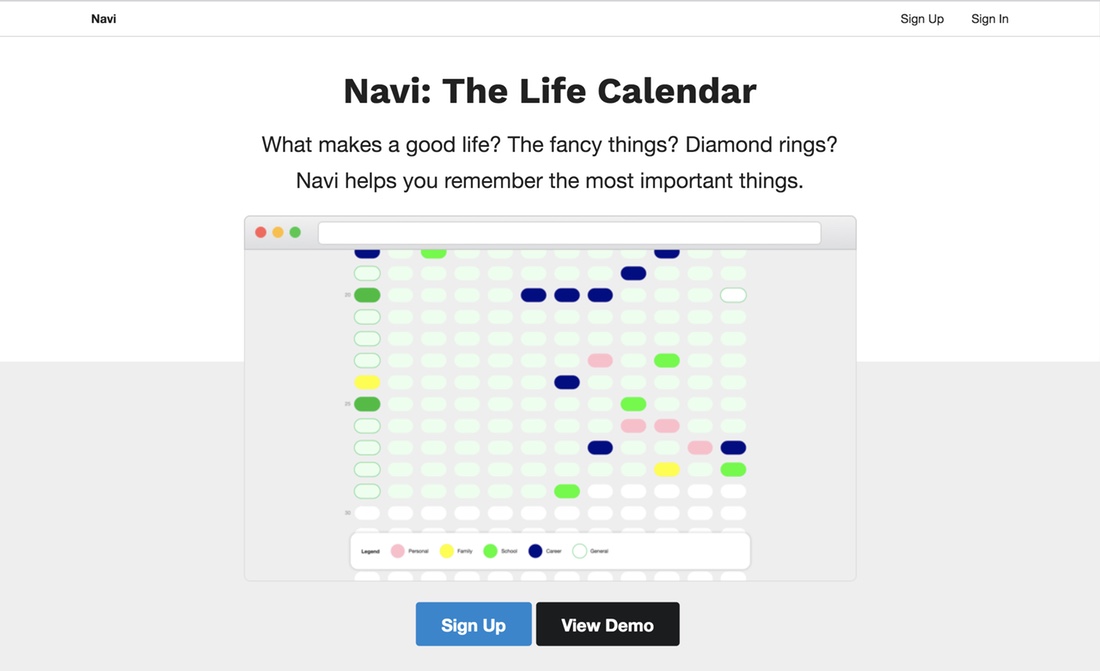 Navi
Sign Up
Sign In
Navi: The Life Calendar
What makes a good life? The fancy things? Diamond rings?
Navi helps you remember the most important things.
20
25
30
Legend Personal Family School Career General
Sign Up
View Demo